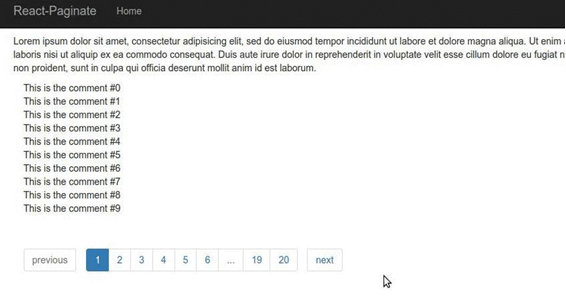 React-Paginate Home
Lorem ipsum dolor sit amet, consectetur adipisicing elit, sed do eiusmod tempor incididunt ut labore et dolore magna aliqua. Ut enim
laboris nisi ut aliquip ex ea commodo consequat. Duis aute irure dolor in reprehenderit in voluptate velit esse cillum dolore eu fugiat
non proident, sunt in culpa qui officia deserunt mollit anim id est laborum.
This is the comment #0
This is the comment #1
This is the comment #2
This is the comment #3
This is the comment #4
This is the comment #5
This is the comment #6
This is the comment #7
This is the comment #8
This is the comment #9
previous 1 2 3 4 5 6 ... 19 20 next